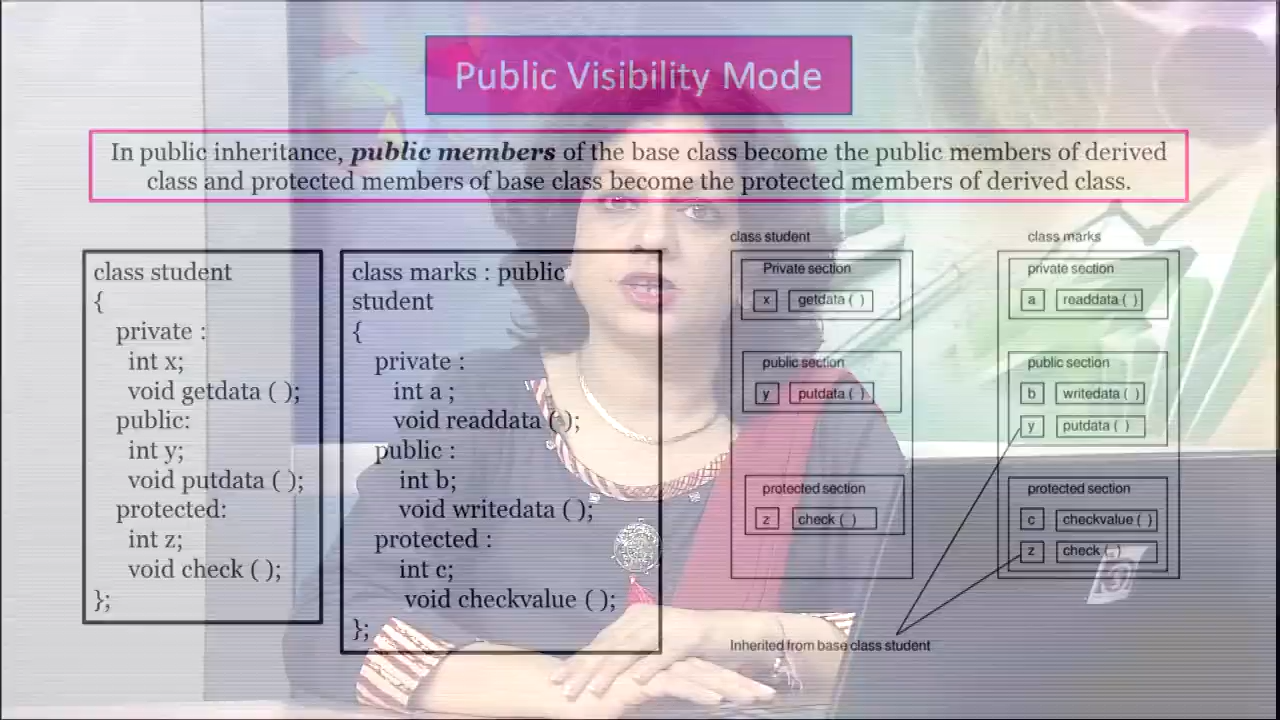 Public Visibility Mode
In public inheritance, public members of the base class become the public members of derived
class and protected members of base class become the protected members of derived class.
class student
{
private :
int x;
void getdata ( );
public:
int y;
void putdata ( );
protected:
int z;
void check ( );
};
class marks : public
student
{
private :
int a ;
void readdata ( );
public :
int b;
void writedata ( );
protected :
int c;
void checkvalue ( );
};
class student
Private section
x getdata ( )
public section
y putdata ( )
protected section
z check ( )
class marks
private section
a readdata ( )
public section
b writedata ( )
y putdata ( )
protected section
c checkvalue ( )
z check ( )
Inherited from base class student